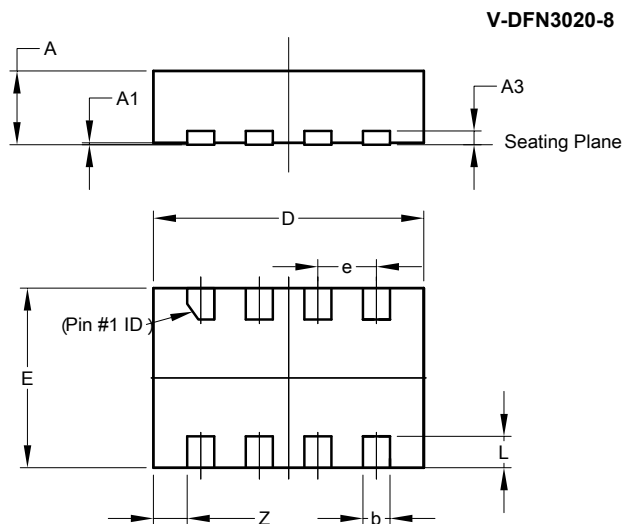 V-DFN3020-8
A
A1
A3
Seating Plane
D
e
(Pin #1 ID)
E
L
Z
b